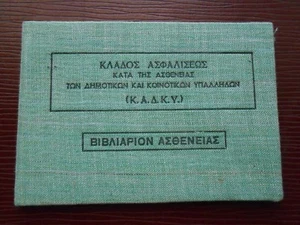 ΚΛΑΔΟΣ ΑΣΦΑΛΙΣΕΩΣ
ΚΑΤΑ ΤΗΣ ΑΣΘΕΝΕΙΑΣ
ΤΩΝ ΔΗΜΟΤΙΚΩΝ ΚΑΙ ΚΟΙΝΟΤΙΚΩΝ ΥΠΑΛΛΗΛΩΝ
(Κ.Α.Δ.Κ.Υ.)
ΒΙΒΛΙΑΡΙΟΝ ΑΣΘΕΝΕΙΑΣ